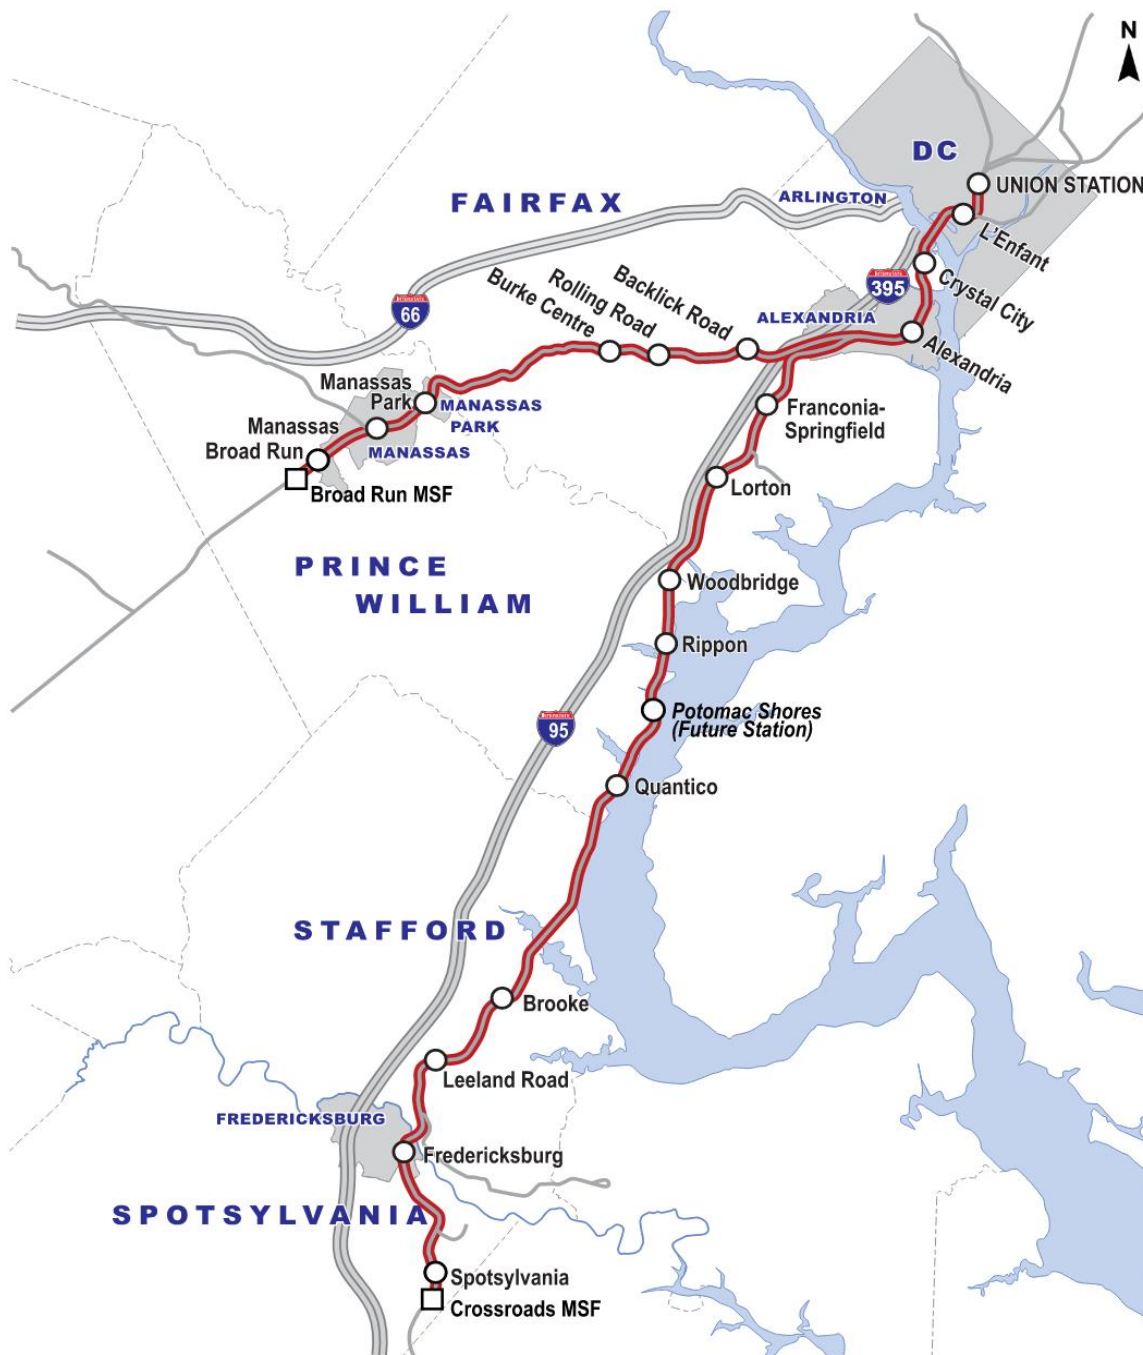 N
DC
UNION STATION
FAIRFAX
ARLINGTON
L'Enfant
Crystal City
395
66
Backlick Road
Rolling Road
Burke Centre
ALEXANDRIA
Alexandria
Manassas
Park
MANASSAS
PARK
Franconia-
Springfield
Manassas
Broad Run
MANASSAS
Broad Run MSF
Lorton
PRINCE
WILLIAM
Woodbridge
Rippon
Potomac Shores
(Future Station)
95
Quantico
STAFFORD
Brooke
Leeland Road
FREDERICKSBURG
Fredericksburg
SPOTSYLVANIA
Spotsylvania
Crossroads MSF